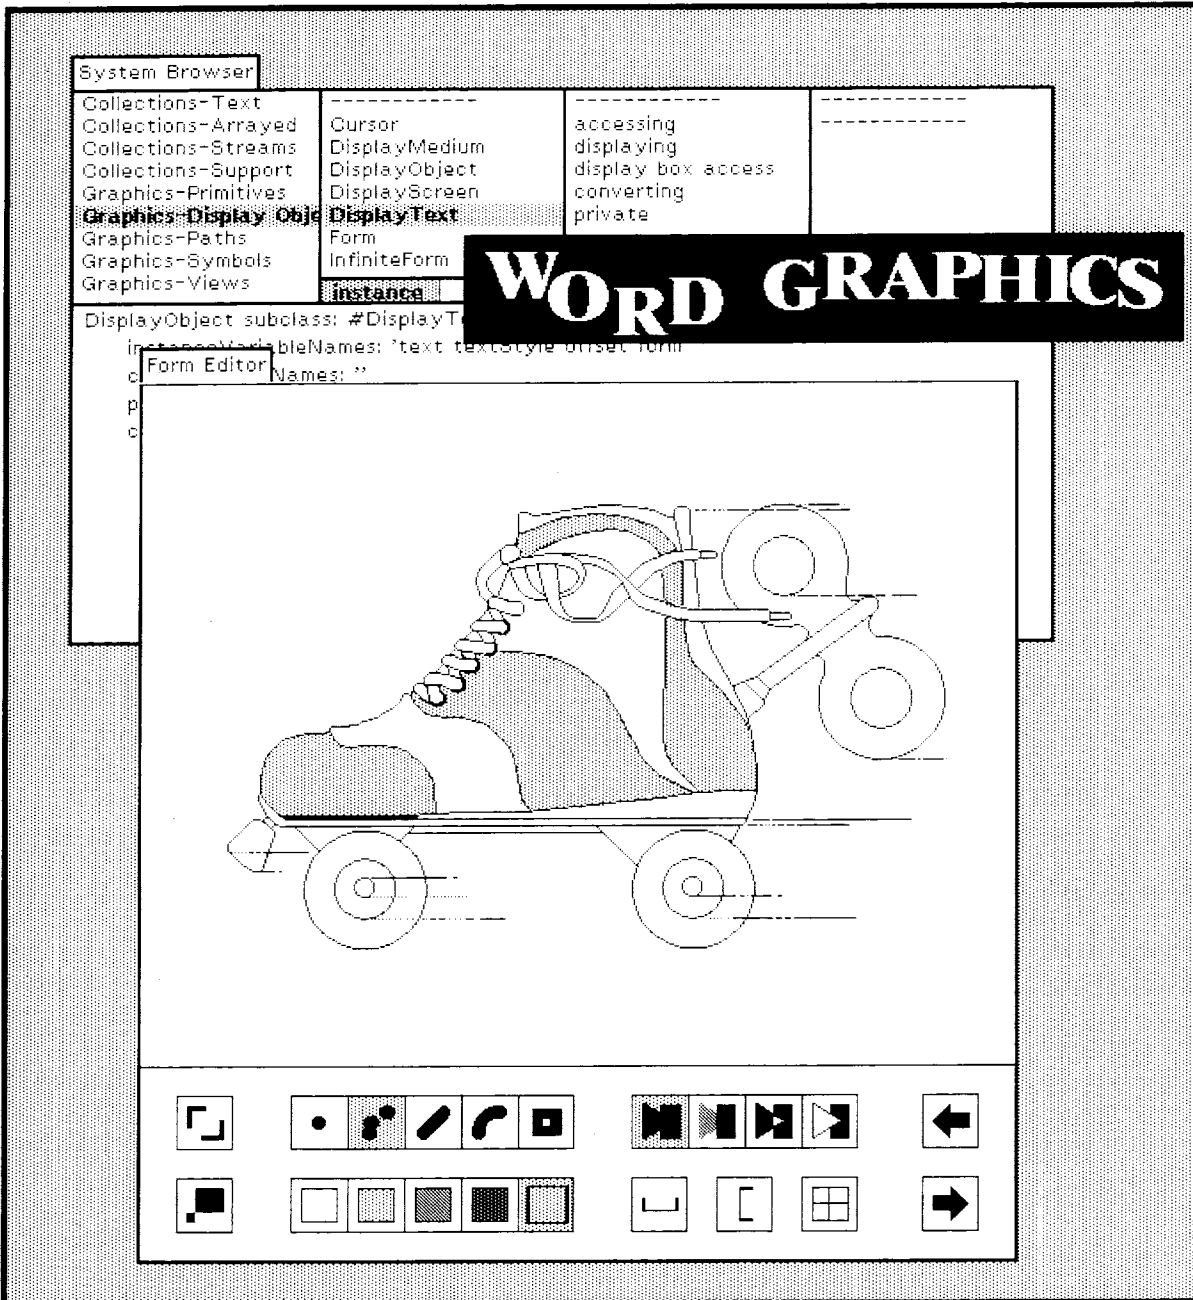 System Browser
Collections-Text
Collections-Arrayed
Collections-Streams
Collections-Support
Graphics-Primitives
Graphics-Display Obje
Graphics-Paths
Graphics-Symbols
Graphics-Views
------------
Cursor
DisplayMedium
DisplayObject
DisplayScreen
DisplayText
Form
InfiniteForm
instance
------------
accessing
displaying
display box access
converting
private
------------
------------
WORD GRAPHICS
DisplayObject subclass: #DisplayTe
instanceVariableNames: 'text textStyle offset form
c Names: ''
p
c
Form Editor